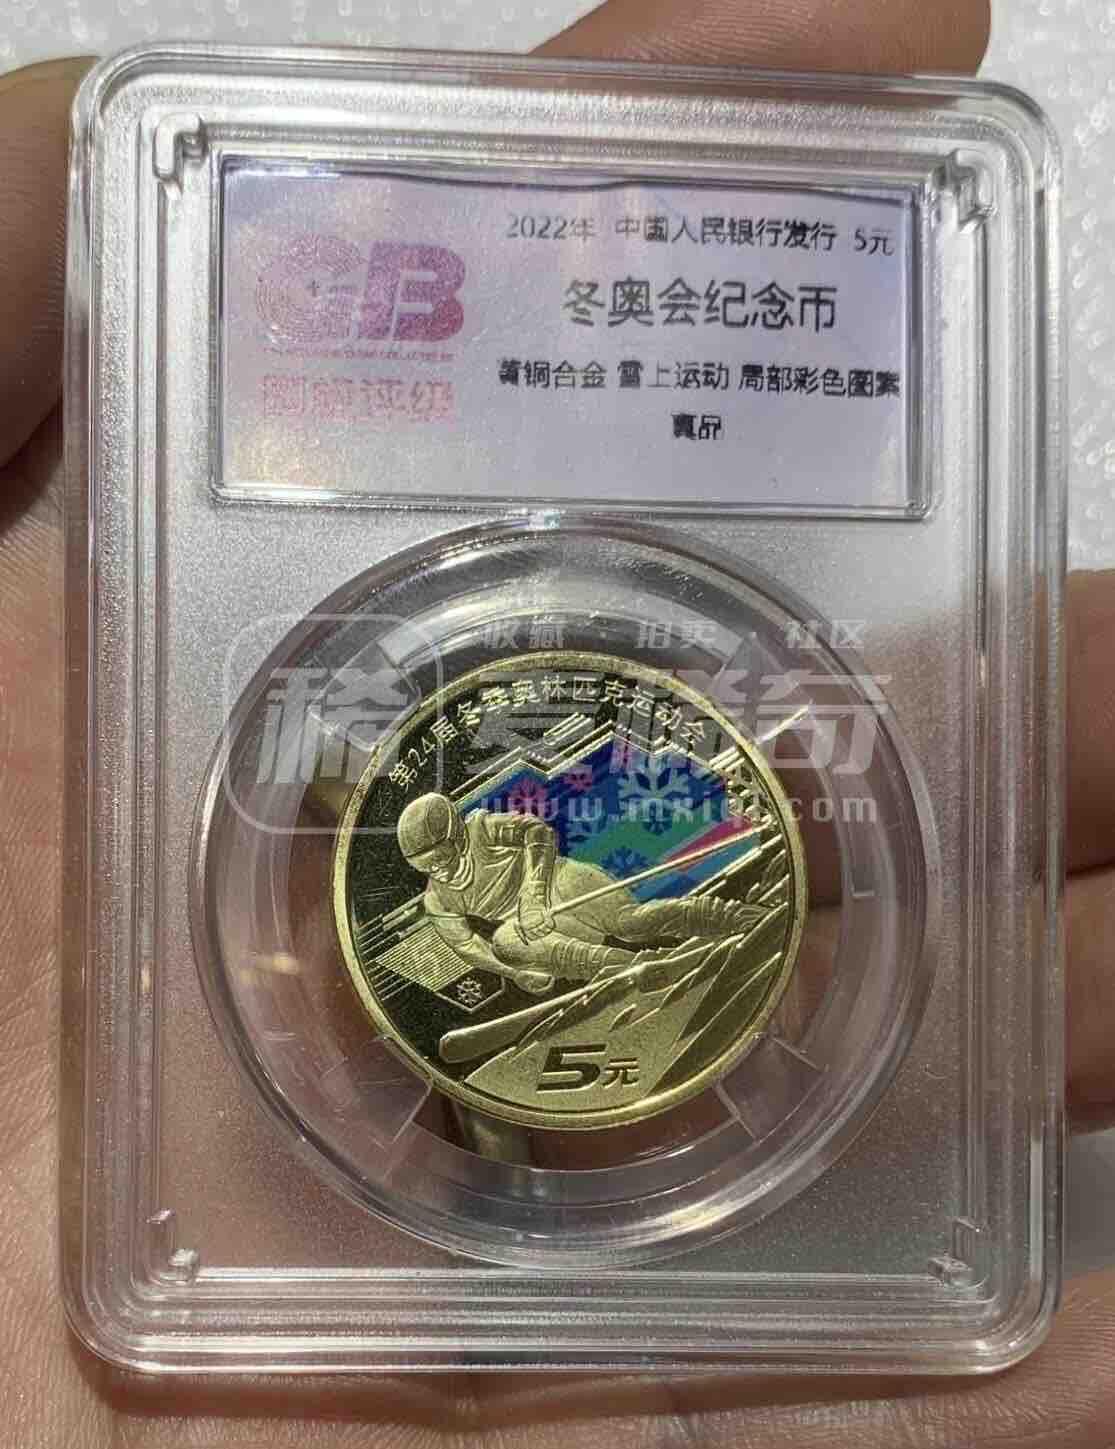 2022年 中国人民银行发行 5元
冬奥会纪念币
GB
黄铜合金 雪上运动 局部彩色图案
真品
收藏·拍卖·社区
第24届冬季奥林匹克运动会
www.mxiqi.com
5元